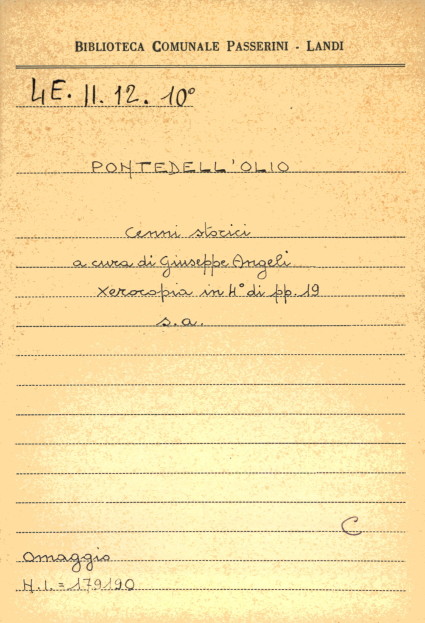 BIBLIOTECA COMUNALE PASSERINI - LANDI
4E. II. 12. 10°
PONTEDELL'OLIO
Cenni storici
a cura di Giuseppe Angeli
xerocopia in 4° di pp. 19
s.a.
C
Omaggio
N.I. = 179190